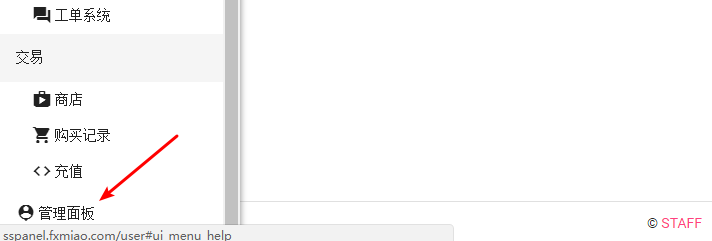 工单系统
交易
商店
购买记录
充值
管理面板
sspanel.fxmiao.com/user#ui_menu_help
© STAFF